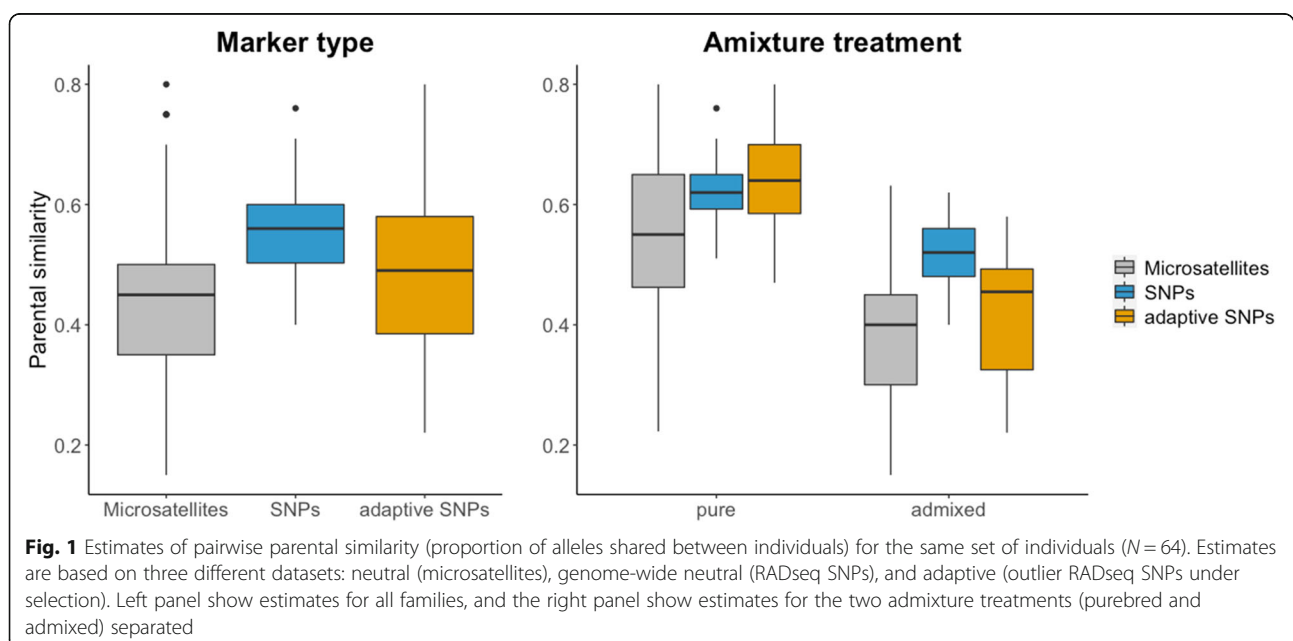 Marker type
Amixture treatment
Parental similarity
0.8
0.6
0.4
0.2
Microsatellites SNPs adaptive SNPs
0.8
0.6
0.4
0.2
pure admixed
Microsatellites
SNPs
adaptive SNPs
Fig. 1 Estimates of pairwise parental similarity (proportion of alleles shared between individuals) for the same set of individuals (N = 64). Estimates
are based on three different datasets: neutral (microsatellites), genome-wide neutral (RADseq SNPs), and adaptive (outlier RADseq SNPs under
selection). Left panel show estimates for all families, and the right panel show estimates for the two admixture treatments (purebred and
admixed) separated